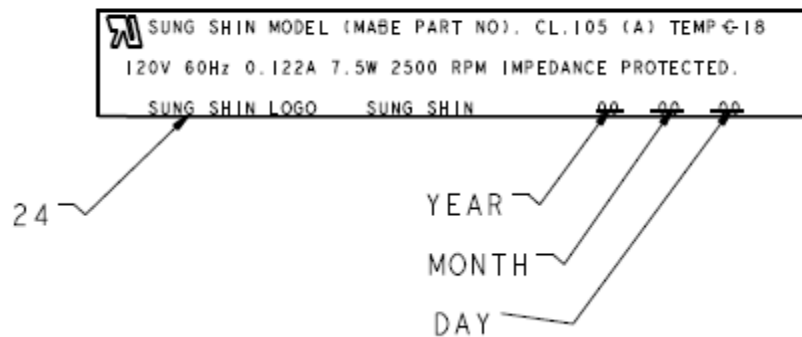 SUNG SHIN MODEL (MABE PART NO). CL.105 (A) TEMP C-18
120V 60Hz 0.122A 7.5W 2500 RPM IMPEDANCE PROTECTED.
SUNG SHIN LOGO SUNG SHIN 00 00 00
24
YEAR
MONTH
DAY